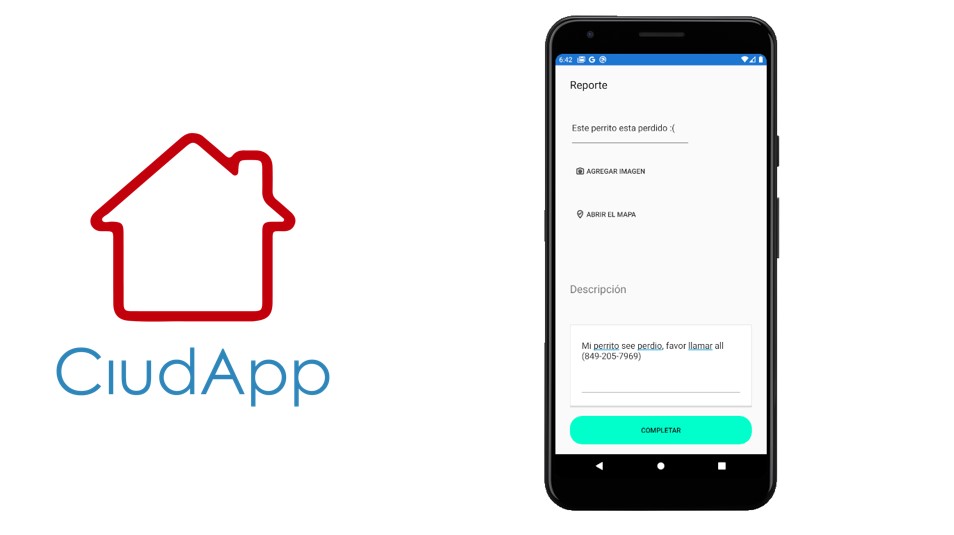 CiudApp
6:42
Reporte
Este perrito esta perdido :(
AGREGAR IMAGEN
ABRIR EL MAPA
Descripción
Mi perrito see perdio, favor llamar all
(849-205-7969)
COMPLETAR